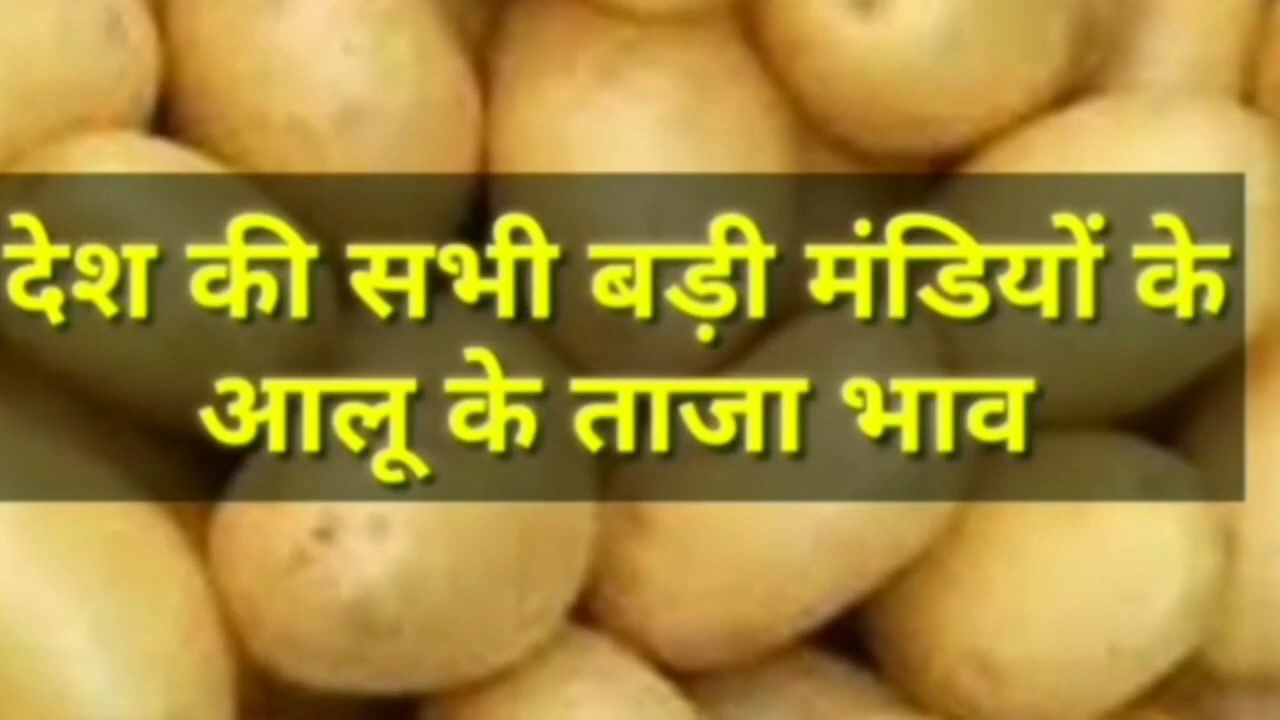 देश की सभी बड़ी मंडियों के
आलू के ताजा भाव